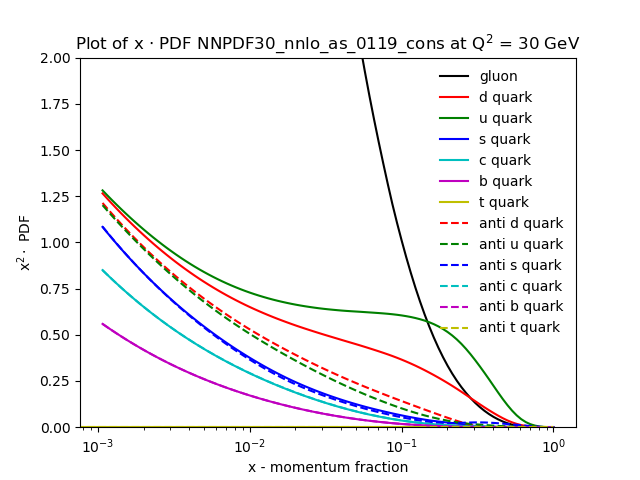 Plot of x · PDF NNPDF30_nnlo_as_0119_cons at Q² = 30 GeV
2.00
1.75
1.50
1.25
1.00
0.75
0.50
0.25
0.00
x²· PDF
gluon
d quark
u quark
s quark
c quark
b quark
t quark
anti d quark
anti u quark
anti s quark
anti c quark
anti b quark
anti t quark
10⁻³ 10⁻² 10⁻¹ 10⁰
x - momentum fraction